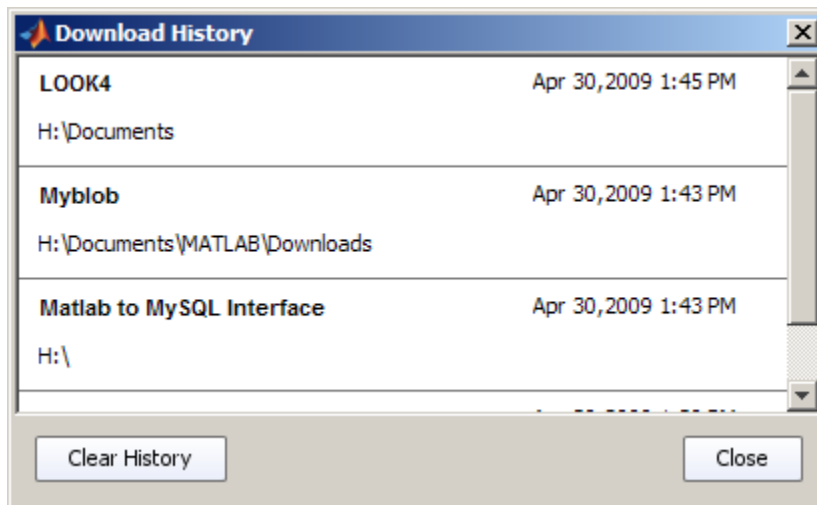 Download History
LOOK4 Apr 30,2009 1:45 PM
H:\Documents
Myblob Apr 30,2009 1:43 PM
H:\Documents\MATLAB\Downloads
Matlab to MySQL Interface Apr 30,2009 1:43 PM
H:\
Clear History Close